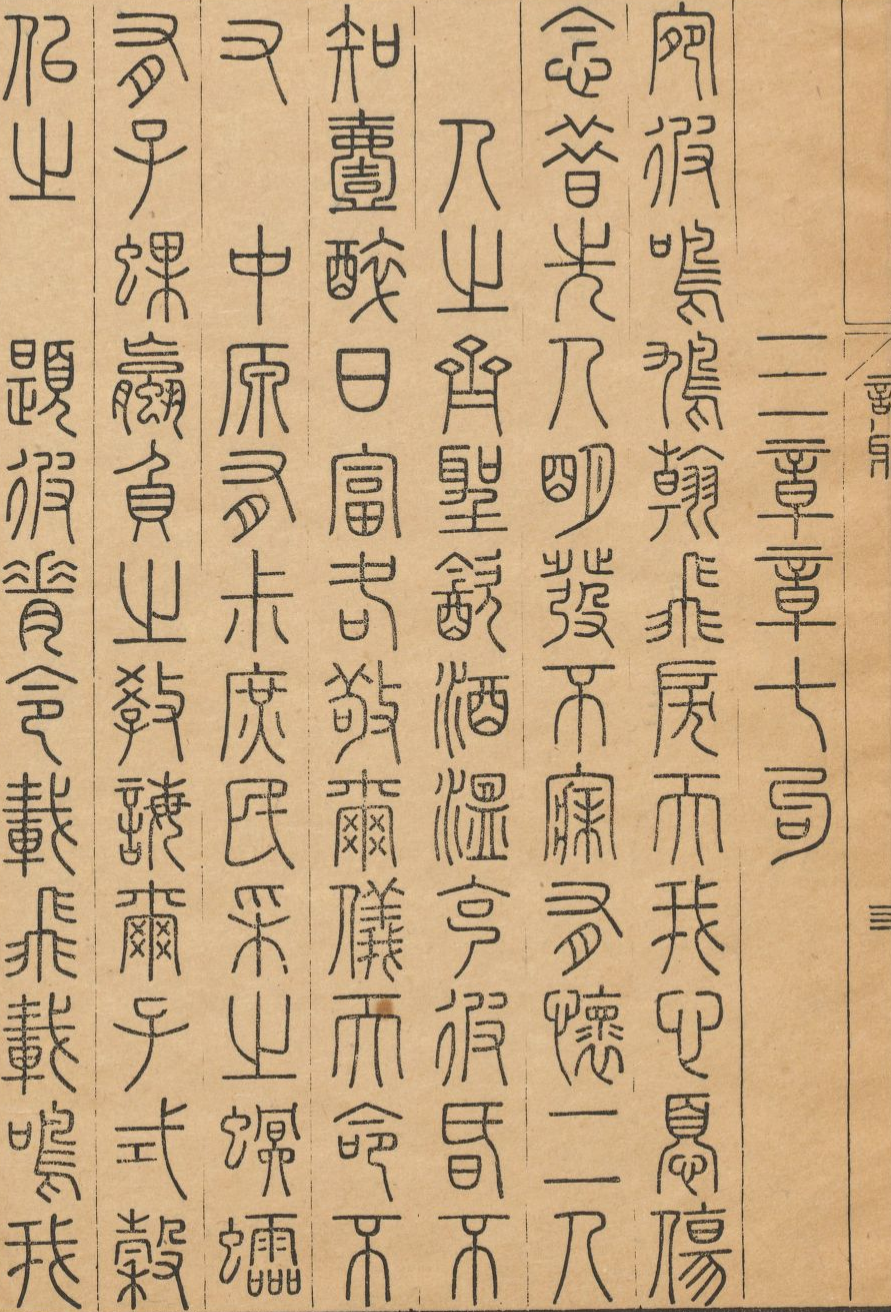 三章章七句
宛彼鳴鳩翰飛戾天我心憂傷
念昔先人明發不寐有懷二人
人之齊聖飲酒溫克彼昏不
知壹醉日富各敬爾儀天命不
又　中原有尗庶民采之螟蛉
有子蜾蠃負之教誨爾子式穀
佀之　題彼脊令載飛載鳴我